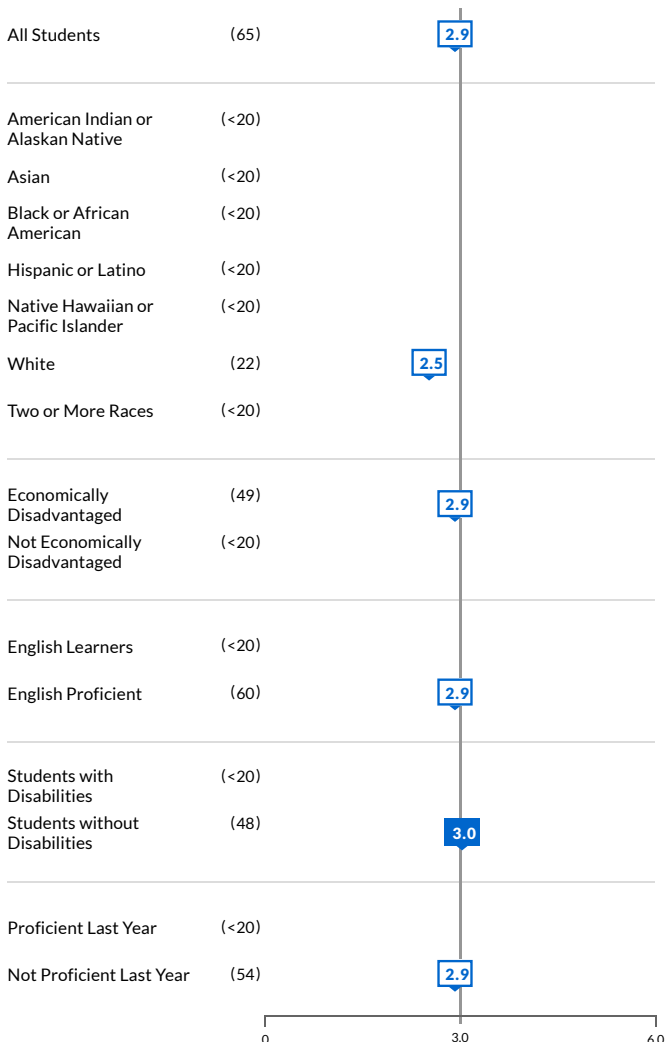 All Students (65) 2.9
American Indian or (<20)
Alaskan Native
Asian (<20)
Black or African (<20)
American
Hispanic or Latino (<20)
Native Hawaiian or (<20)
Pacific Islander
White (22) 2.5
Two or More Races (<20)
Economically (49) 2.9
Disadvantaged
Not Economically (<20)
Disadvantaged
English Learners (<20)
English Proficient (60) 2.9
Students with (<20)
Disabilities
Students without (48) 3.0
Disabilities
Proficient Last Year (<20)
Not Proficient Last Year (54) 2.9
0 3.0 6.0